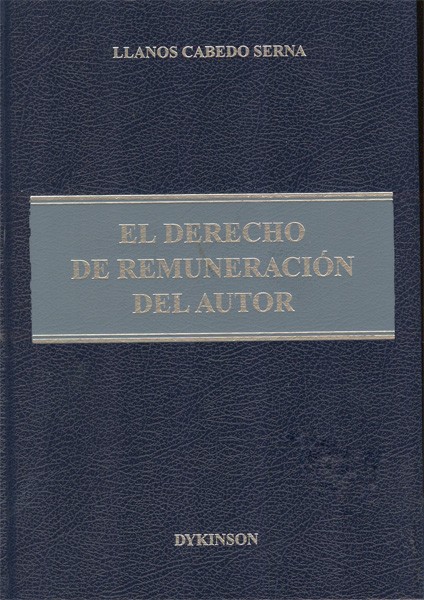 LLANOS CABEDO SERNA
EL DERECHO
DE REMUNERACIÓN
DEL AUTOR
DYKINSON